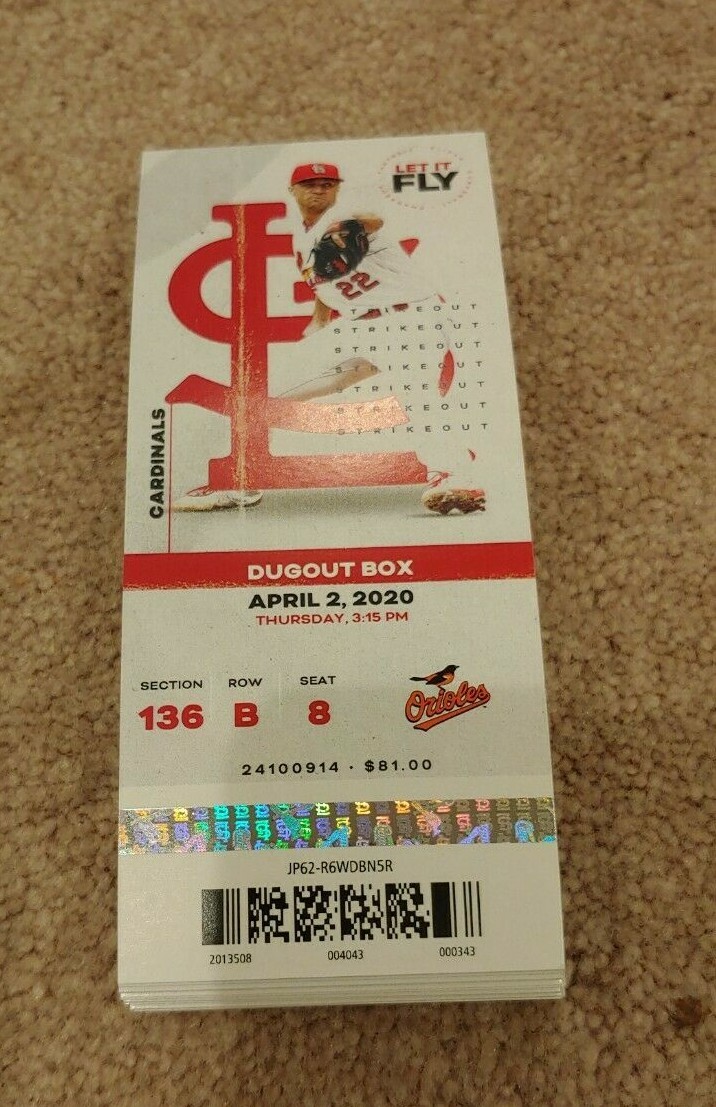 LET IT
FLY
22
STRIKEOUT
STRIKEOUT
STRIKEOUT
STRIKEOUT
STRIKEOUT
STRIKEOUT
STRIKEOUT
CARDINALS
DUGOUT BOX
APRIL 2, 2020
THURSDAY, 3:15 PM
SECTION ROW SEAT
136 B 8
Orioles
24100914 · $81.00
JP62-R6WDBN5R
2013508 004043 000343